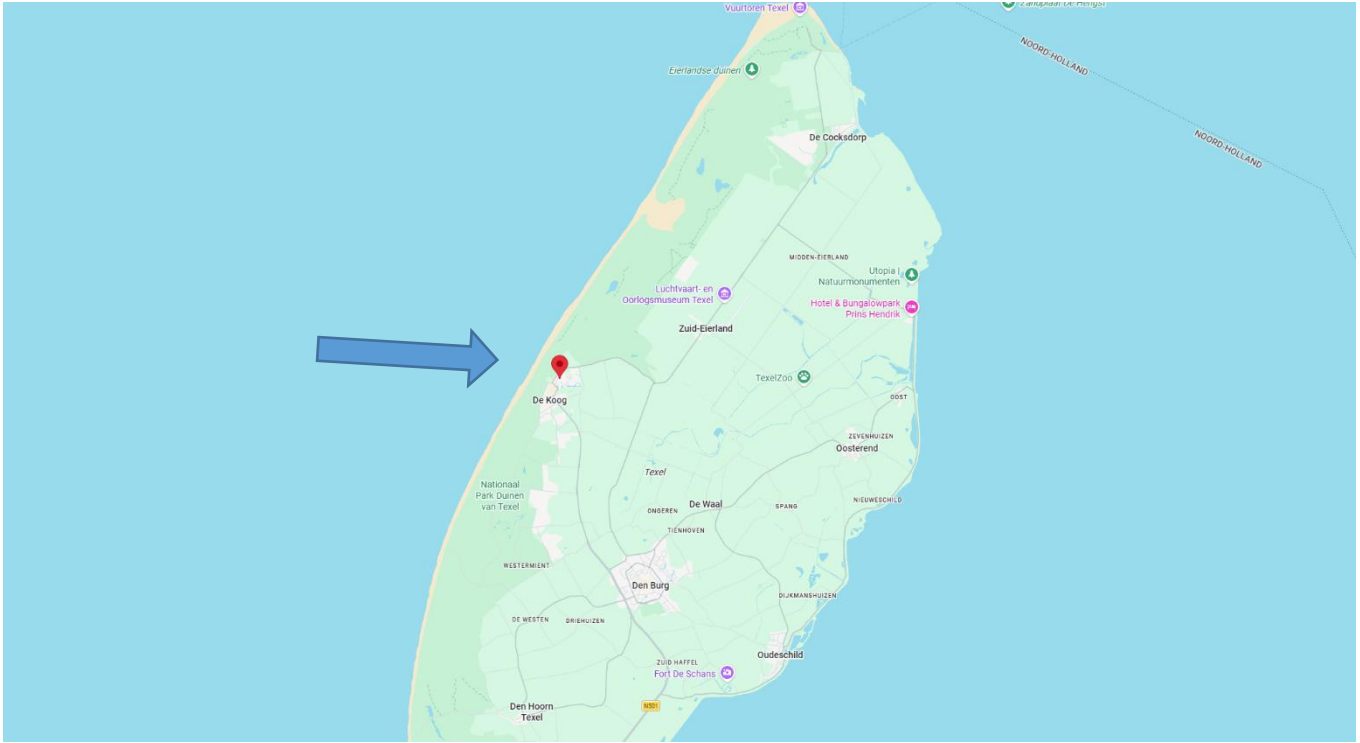 Vuurtoren Texel
Zandplaat De Hengst
NOORD-HOLLAND
Eierlandse duinen
De Cocksdorp
NOORD-HOLLAND
MIDDEN-EIERLAND
Utopia |
Natuurmonumenten
Luchtvaart- en
Oorlogsmuseum Texel
Hotel & Bungalowpark
Prins Hendrik
Zuid-Eierland
TexelZoo
De Koog
OOST
ZEVENHUIZEN
Oosterend
Texel
Nationaal
Park Duinen
van Texel
De Waal
ONGEREN
SPANG
NIEUWESCHILD
TIENHOVEN
WESTERMIENT
Den Burg
DIJKMANSHUIZEN
DE WESTEN
DRIEHUIZEN
Oudeschild
ZUID HAFFEL
Fort De Schans
Den Hoorn
Texel
N501